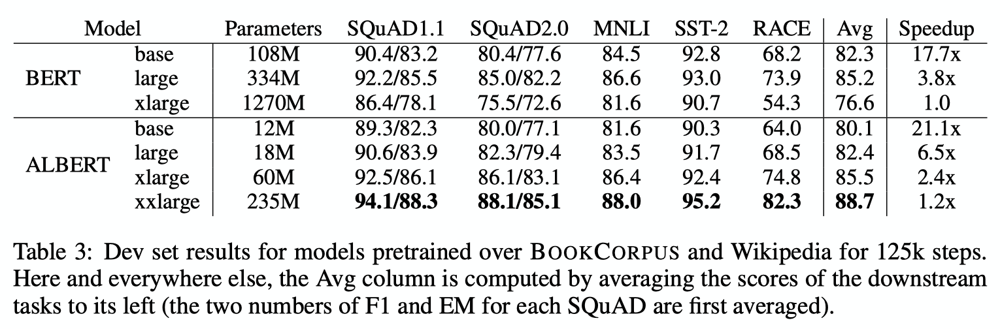 Model Parameters SQuAD1.1 SQuAD2.0 MNLI SST-2 RACE Avg Speedup
base 108M 90.4/83.2 80.4/77.6 84.5 92.8 68.2 82.3 17.7x
BERT large 334M 92.2/85.5 85.0/82.2 86.6 93.0 73.9 85.2 3.8x
xlarge 1270M 86.4/78.1 75.5/72.6 81.6 90.7 54.3 76.6 1.0
base 12M 89.3/82.3 80.0/77.1 81.6 90.3 64.0 80.1 21.1x
ALBERT large 18M 90.6/83.9 82.3/79.4 83.5 91.7 68.5 82.4 6.5x
xlarge 60M 92.5/86.1 86.1/83.1 86.4 92.4 74.8 85.5 2.4x
xxlarge 235M 94.1/88.3 88.1/85.1 88.0 95.2 82.3 88.7 1.2x
Table 3: Dev set results for models pretrained over BOOKCORPUS and Wikipedia for 125k steps.
Here and everywhere else, the Avg column is computed by averaging the scores of the downstream
tasks to its left (the two numbers of F1 and EM for each SQuAD are first averaged).